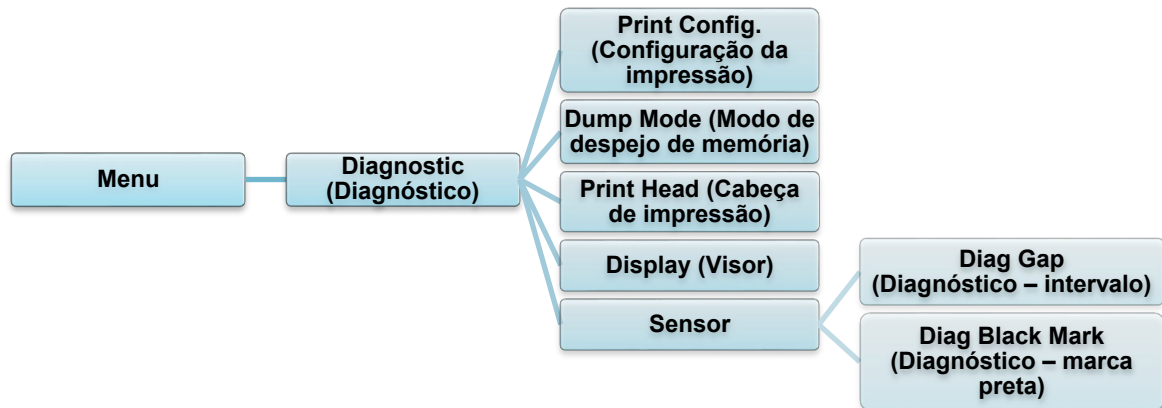 Menu
Diagnostic
(Diagnóstico)
Print Config.
(Configuração da
impressão)
Dump Mode (Modo de
despejo de memória)
Print Head (Cabeça
de impressão)
Display (Visor)
Sensor
Diag Gap
(Diagnóstico – intervalo)
Diag Black Mark
(Diagnóstico – marca
preta)